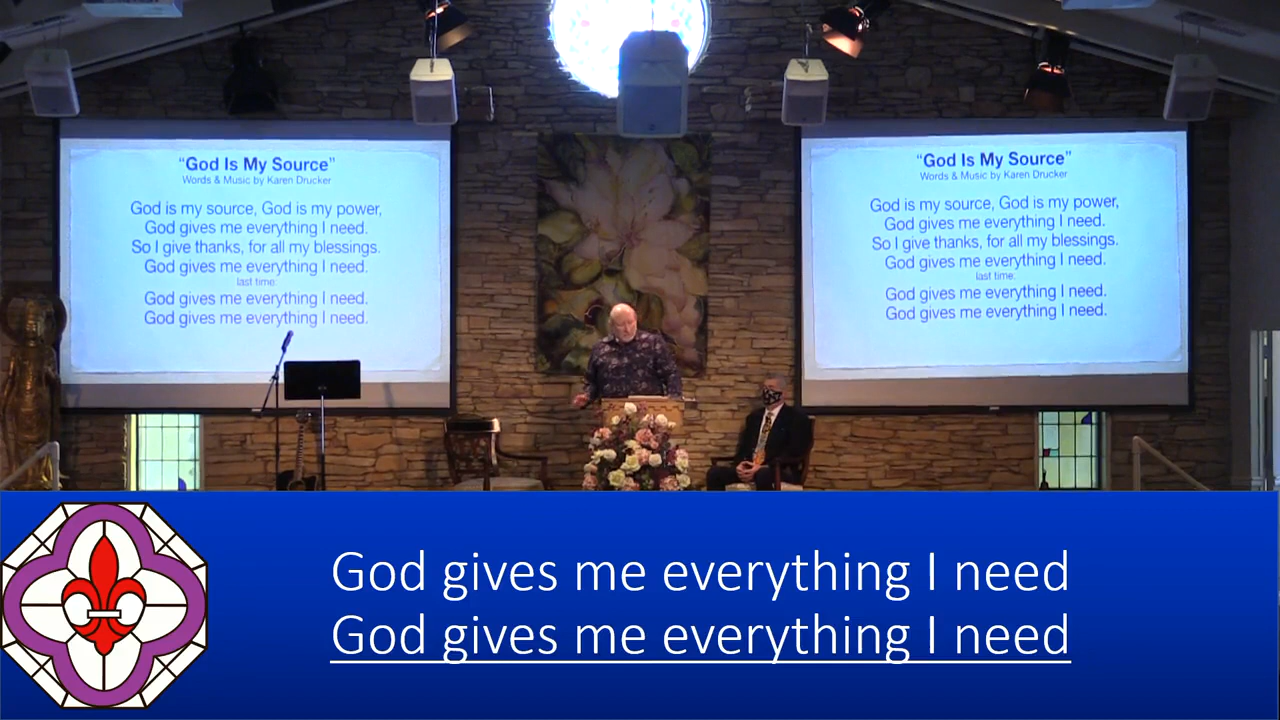 “God Is My Source”
Words & Music by Karen Drucker
God is my source, God is my power,
God gives me everything I need.
So I give thanks, for all my blessings.
God gives me everything I need.
last time:
God gives me everything I need.
God gives me everything I need.
“God Is My Source”
Words & Music by Karen Drucker
God is my source, God is my power,
God gives me everything I need.
So I give thanks, for all my blessings.
God gives me everything I need.
last time:
God gives me everything I need.
God gives me everything I need.
God gives me everything I need
God gives me everything I need